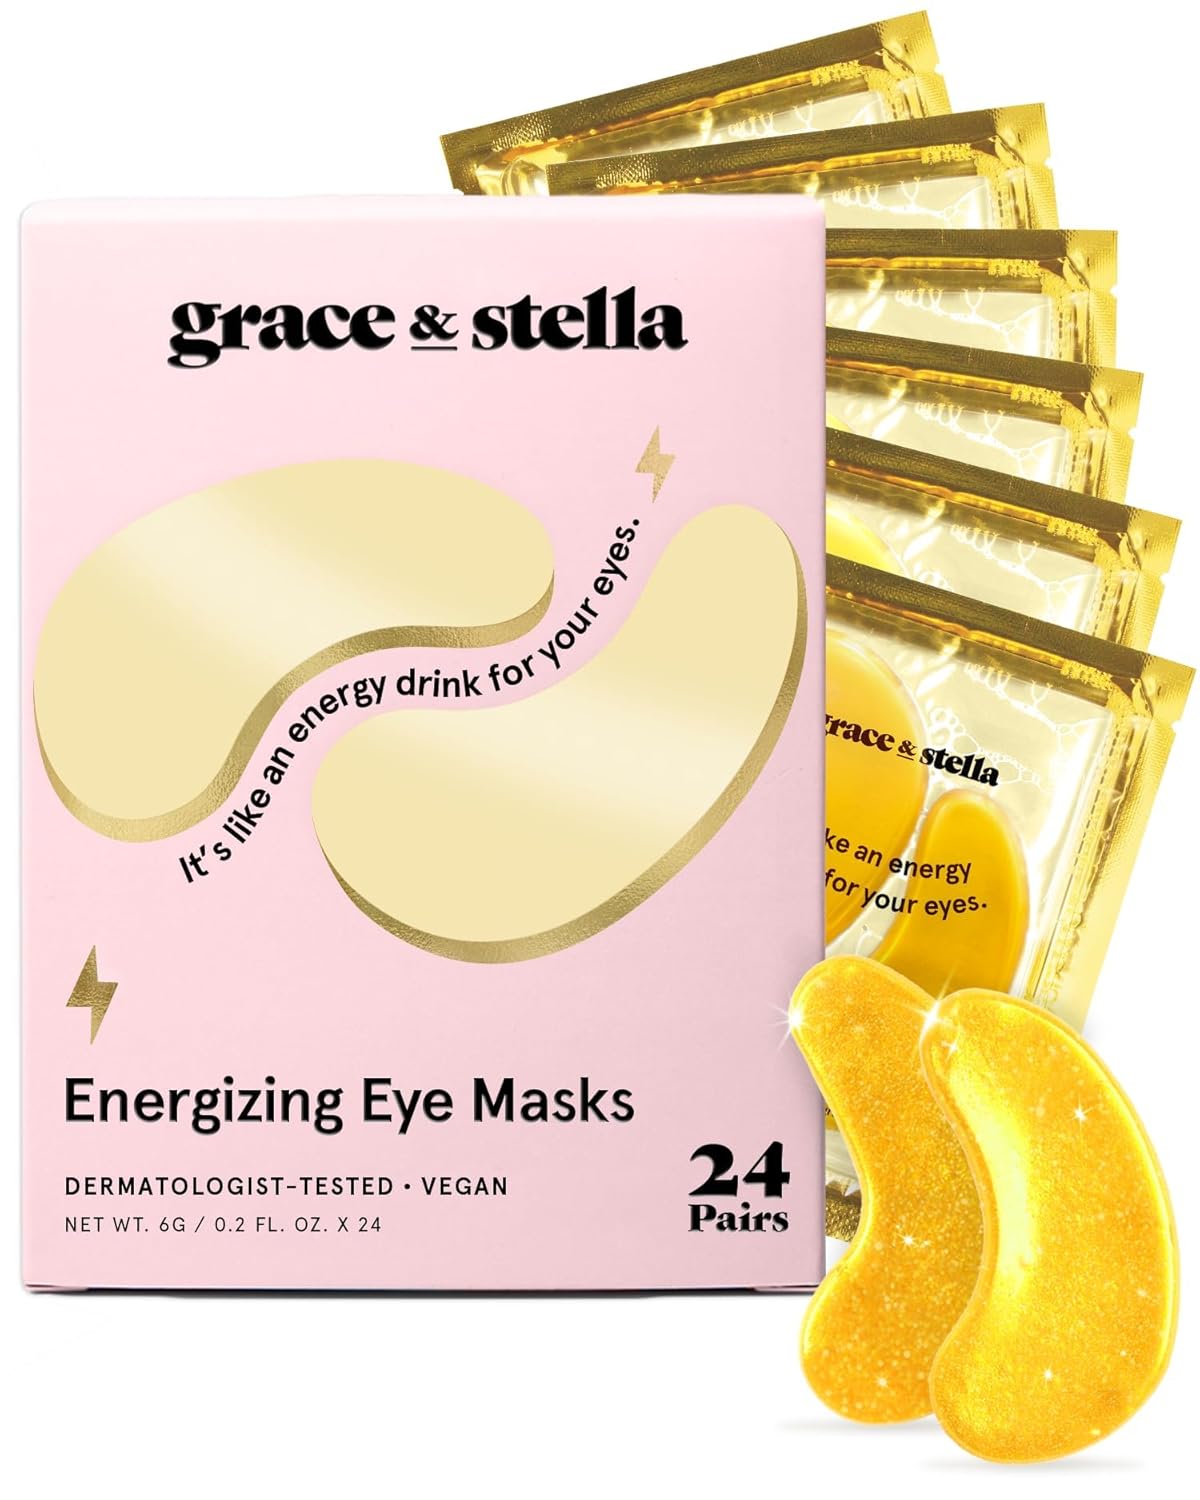 grace & stella
It's like an energy drink for your eyes.
Energizing Eye Masks
DERMATOLOGIST-TESTED • VEGAN
NET WT. 6G / 0.2 FL. OZ. X 24
24
Pairs
grace & stella
ke an energy
for your eyes.